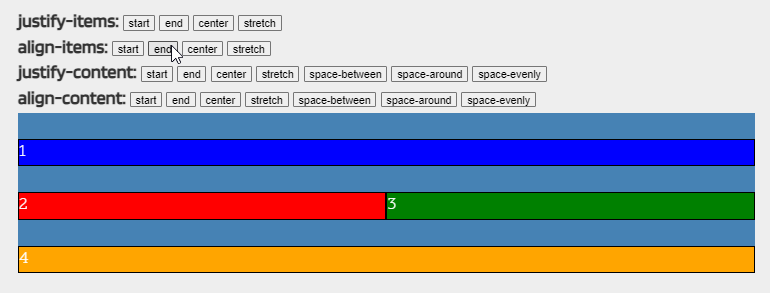 justify-items: start end center stretch
align-items: start end center stretch
justify-content: start end center stretch space-between space-around space-evenly
align-content: start end center stretch space-between space-around space-evenly
1
2 3
4